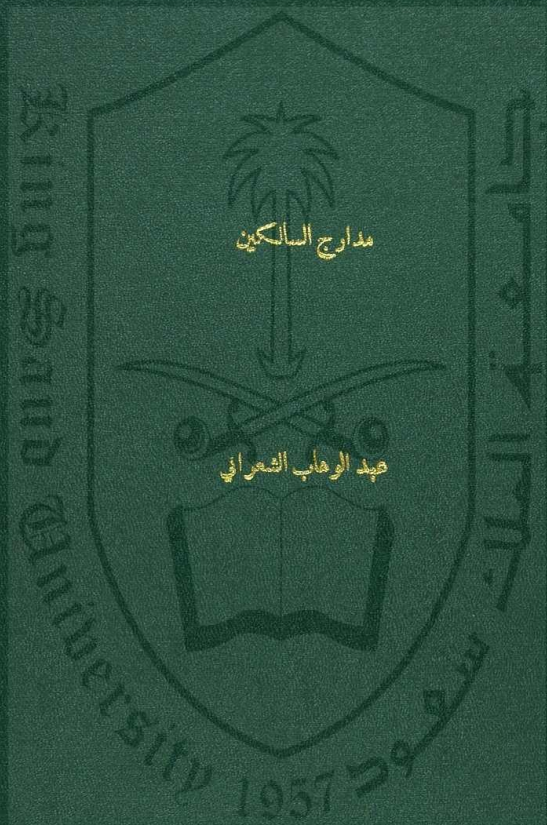 مدارج السالكين
عبد الوهاب الشعراني
King Saud University 1957
جامعة الملك سعود